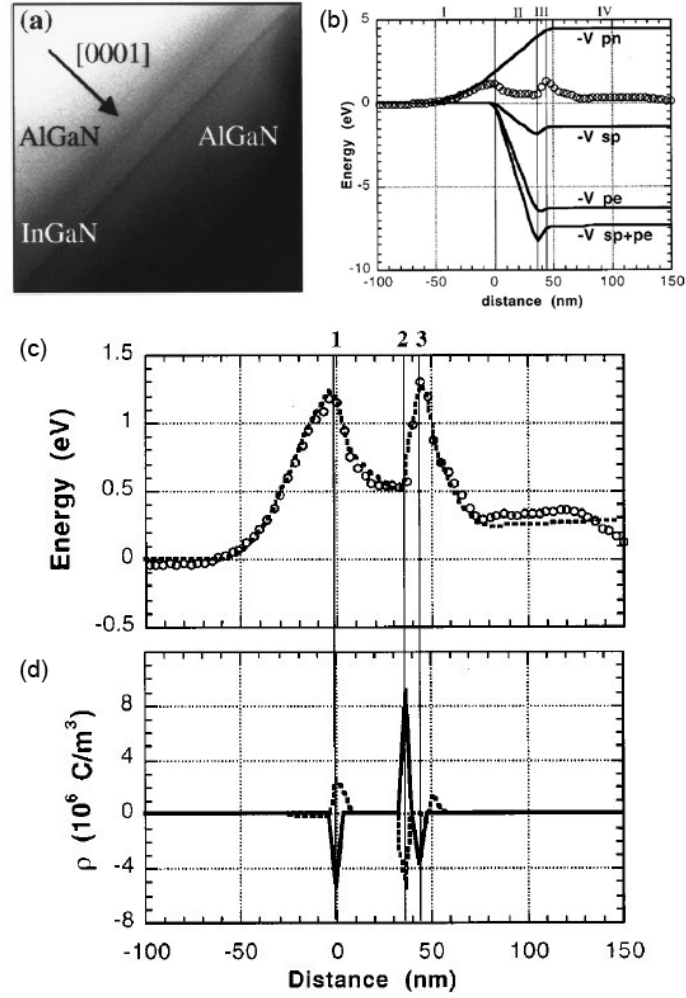 (a)
[0001]
AlGaN
AlGaN
InGaN
(b)
I II III IV
5
0
-5
-10
Energy (eV)
-V pn
-V sp
-V pe
-V sp+pe
-100 -50 0 50 100 150
distance (nm)
(c)
1 2 3
1.5
1
0.5
0
-0.5
Energy (eV)
(d)
8
4
0
-4
-8
ρ (10⁶ C/m³)
-100 -50 0 50 100 150
Distance (nm)